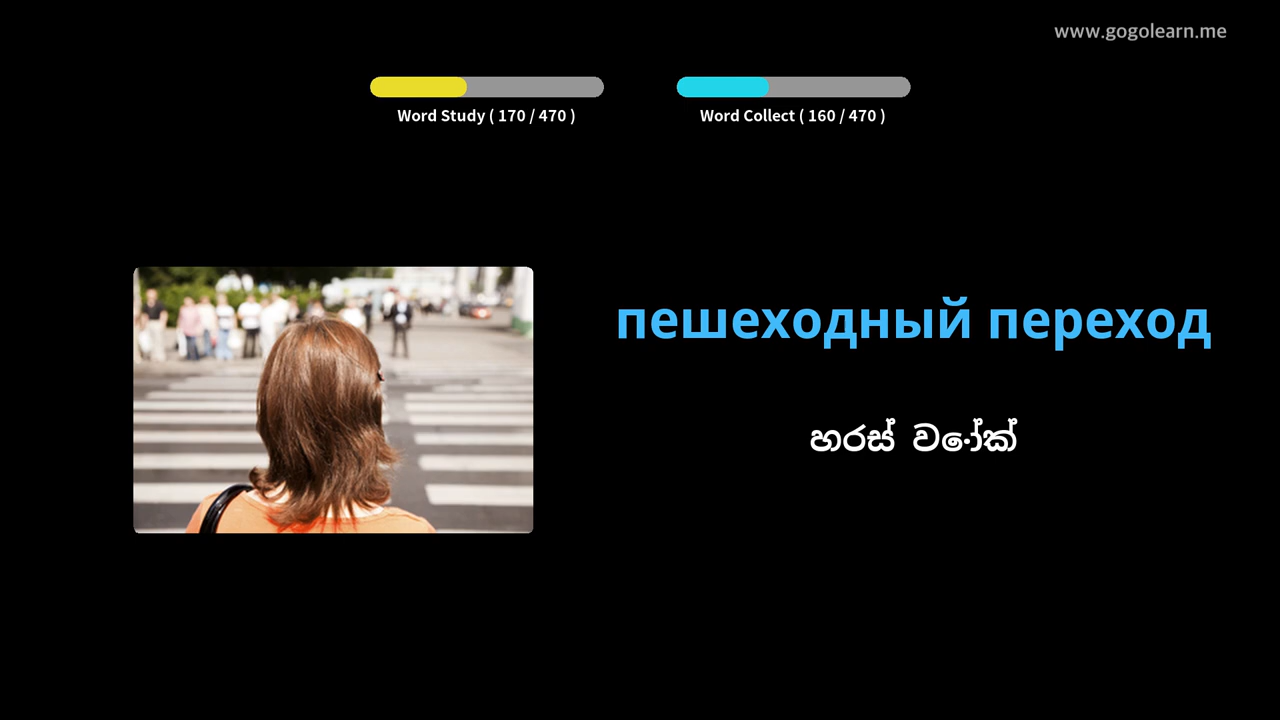 www.gogolearn.me
Word Study ( 170 / 470 )
Word Collect ( 160 / 470 )
пешеходный переход
හරස් වෝක්